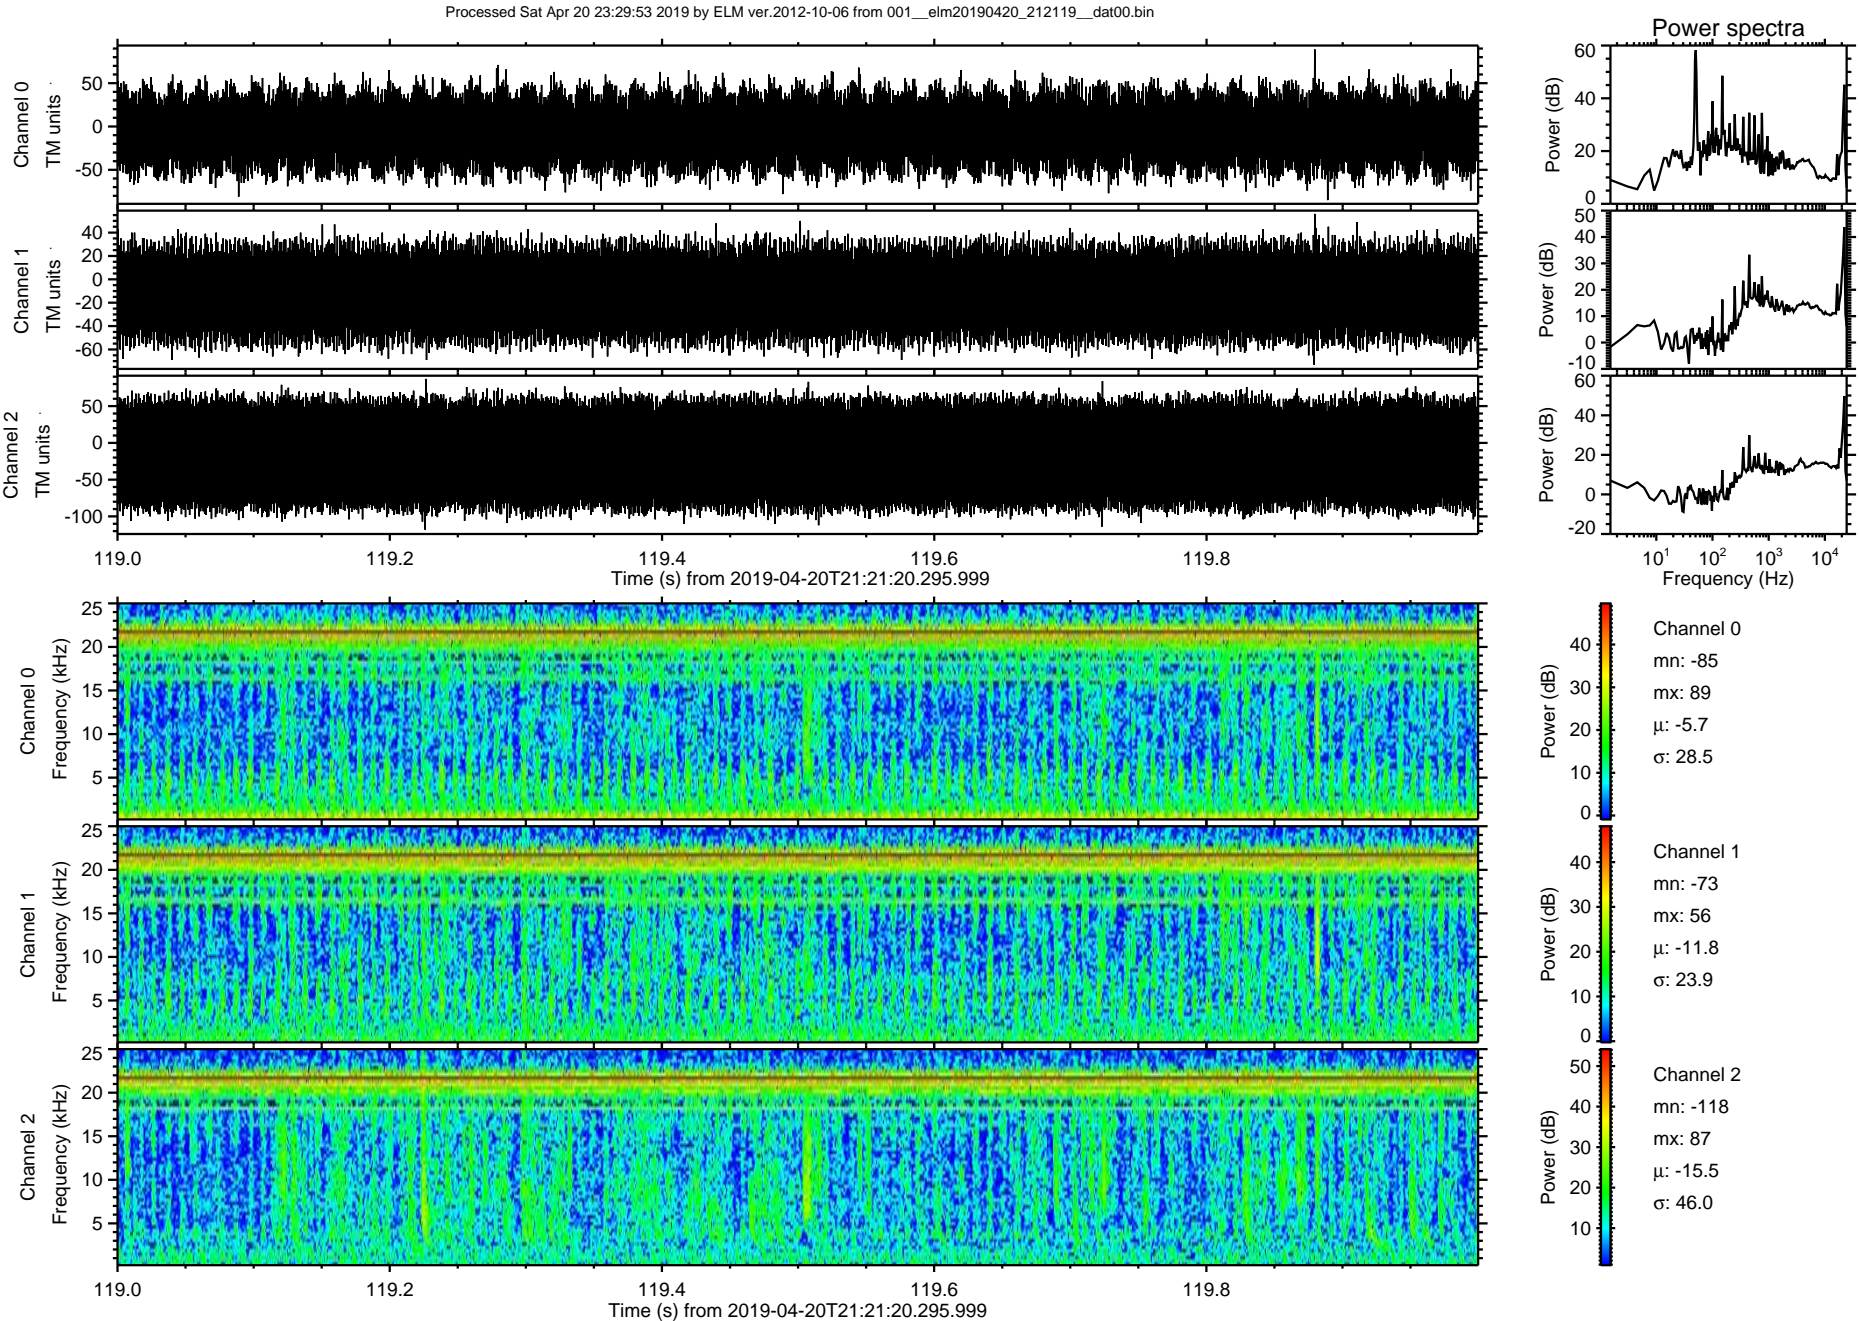 Processed Sat Apr 20 23:29:53 2019 by ELM ver.2012-10-06 from 001__elm20190420_212119__dat00.bin
Power spectra
Channel 0
TM units
50
0
-50
Power (dB)
60
40
20
0
Channel 1
TM units
40
20
0
-20
-40
-60
Power (dB)
50
40
30
20
10
0
-10
Channel 2
TM units
50
0
-50
-100
Power (dB)
60
40
20
0
-20
119.0 119.2 119.4 119.6 119.8
Time (s) from 2019-04-20T21:21:20.295.999
10¹ 10² 10³ 10⁴
Frequency (Hz)
Channel 0
Frequency (kHz)
25
20
15
10
5
Power (dB)
40
30
20
10
0
Channel 0
mn: -85
mx: 89
μ: -5.7
σ: 28.5
Channel 1
Frequency (kHz)
25
20
15
10
5
Power (dB)
40
30
20
10
0
Channel 1
mn: -73
mx: 56
μ: -11.8
σ: 23.9
Channel 2
Frequency (kHz)
25
20
15
10
5
Power (dB)
50
40
30
20
10
Channel 2
mn: -118
mx: 87
μ: -15.5
σ: 46.0
119.0 119.2 119.4 119.6 119.8
Time (s) from 2019-04-20T21:21:20.295.999